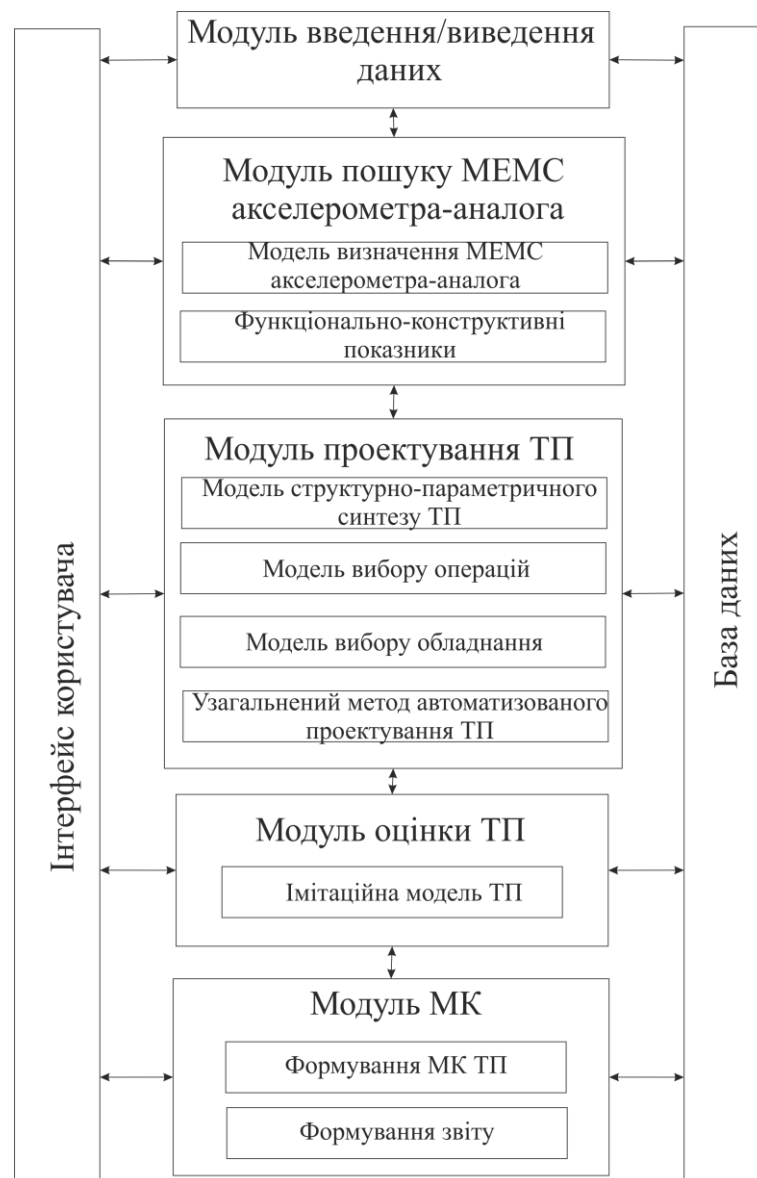 Модуль введення/виведення
даних
Модуль пошуку МЕМС
акселерометра-аналога
Модель визначення МЕМС
акселерометра-аналога
Функціонально-конструктивні
показники
Модуль проектування ТП
Модель структурно-параметричного
синтезу ТП
Модель вибору операцій
Модель вибору обладнання
Узагальнений метод автоматизованого
проектування ТП
Модуль оцінки ТП
Імітаційна модель ТП
Модуль МК
Формування МК ТП
Формування звіту
Інтерфейс користувача
База даних